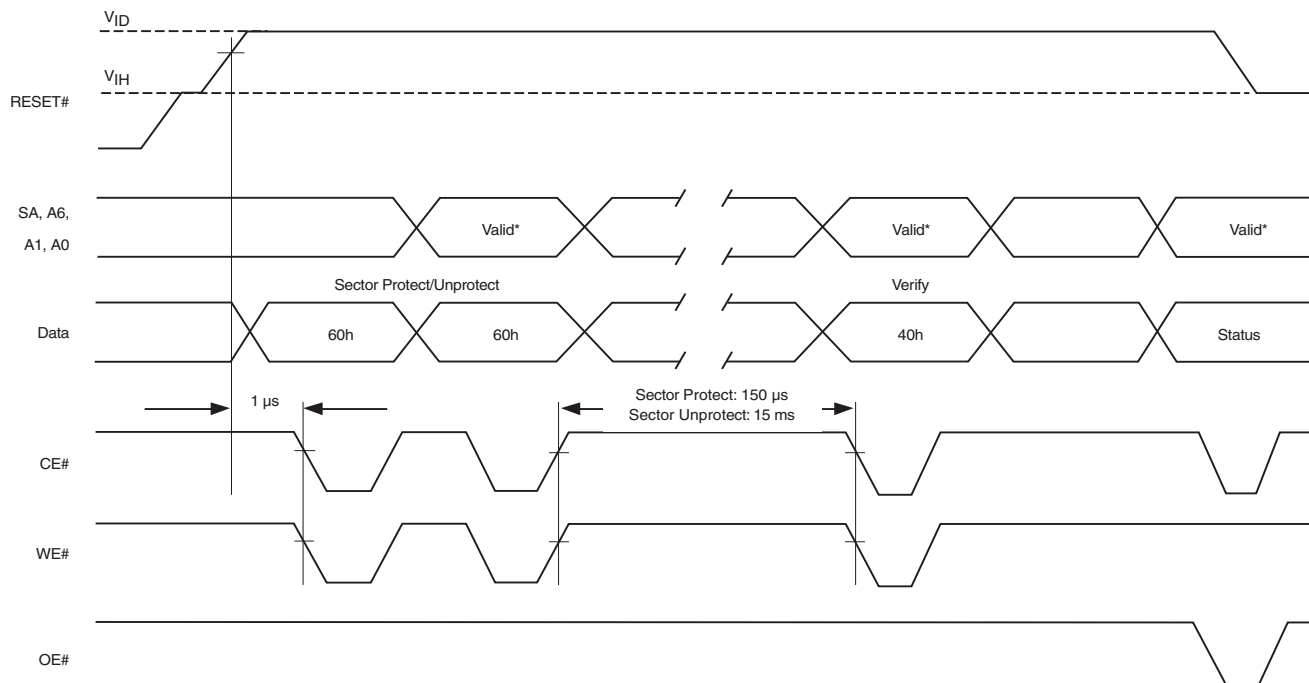 VID
VIH
RESET#
SA, A6,
A1, A0
Valid*
Valid*
Valid*
Sector Protect/Unprotect
Verify
Data
60h
60h
40h
Status
1 µs
Sector Protect: 150 µs
Sector Unprotect: 15 ms
CE#
WE#
OE#